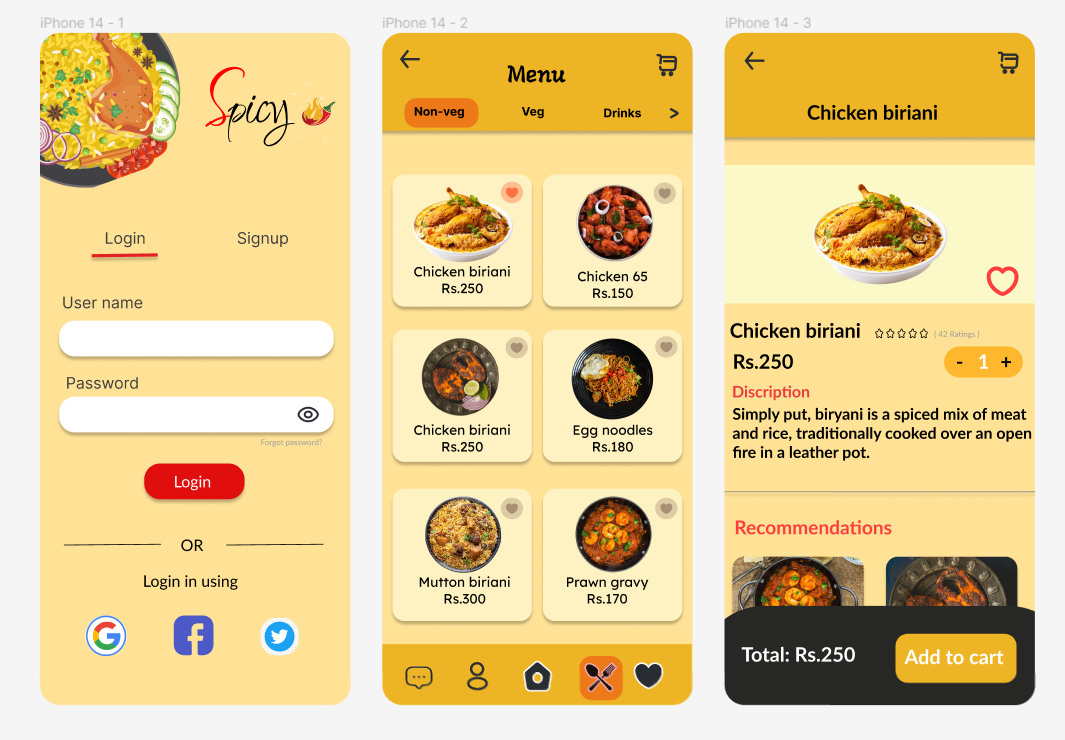 iPhone 14 - 1
Spicy
Login Signup
User name
Password
Forgot password?
Login
OR
Login in using
iPhone 14 - 2
Menu
Non-veg Veg Drinks >
Chicken biriani
Rs.250
Chicken 65
Rs.150
Chicken biriani
Rs.250
Egg noodles
Rs.180
Mutton biriani
Rs.300
Prawn gravy
Rs.170
iPhone 14 - 3
Chicken biriani
Chicken biriani ( 42 Ratings )
Rs.250 - 1 +
Discription
Simply put, biryani is a spiced mix of meat
and rice, traditionally cooked over an open
fire in a leather pot.
Recommendations
Total: Rs.250 Add to cart